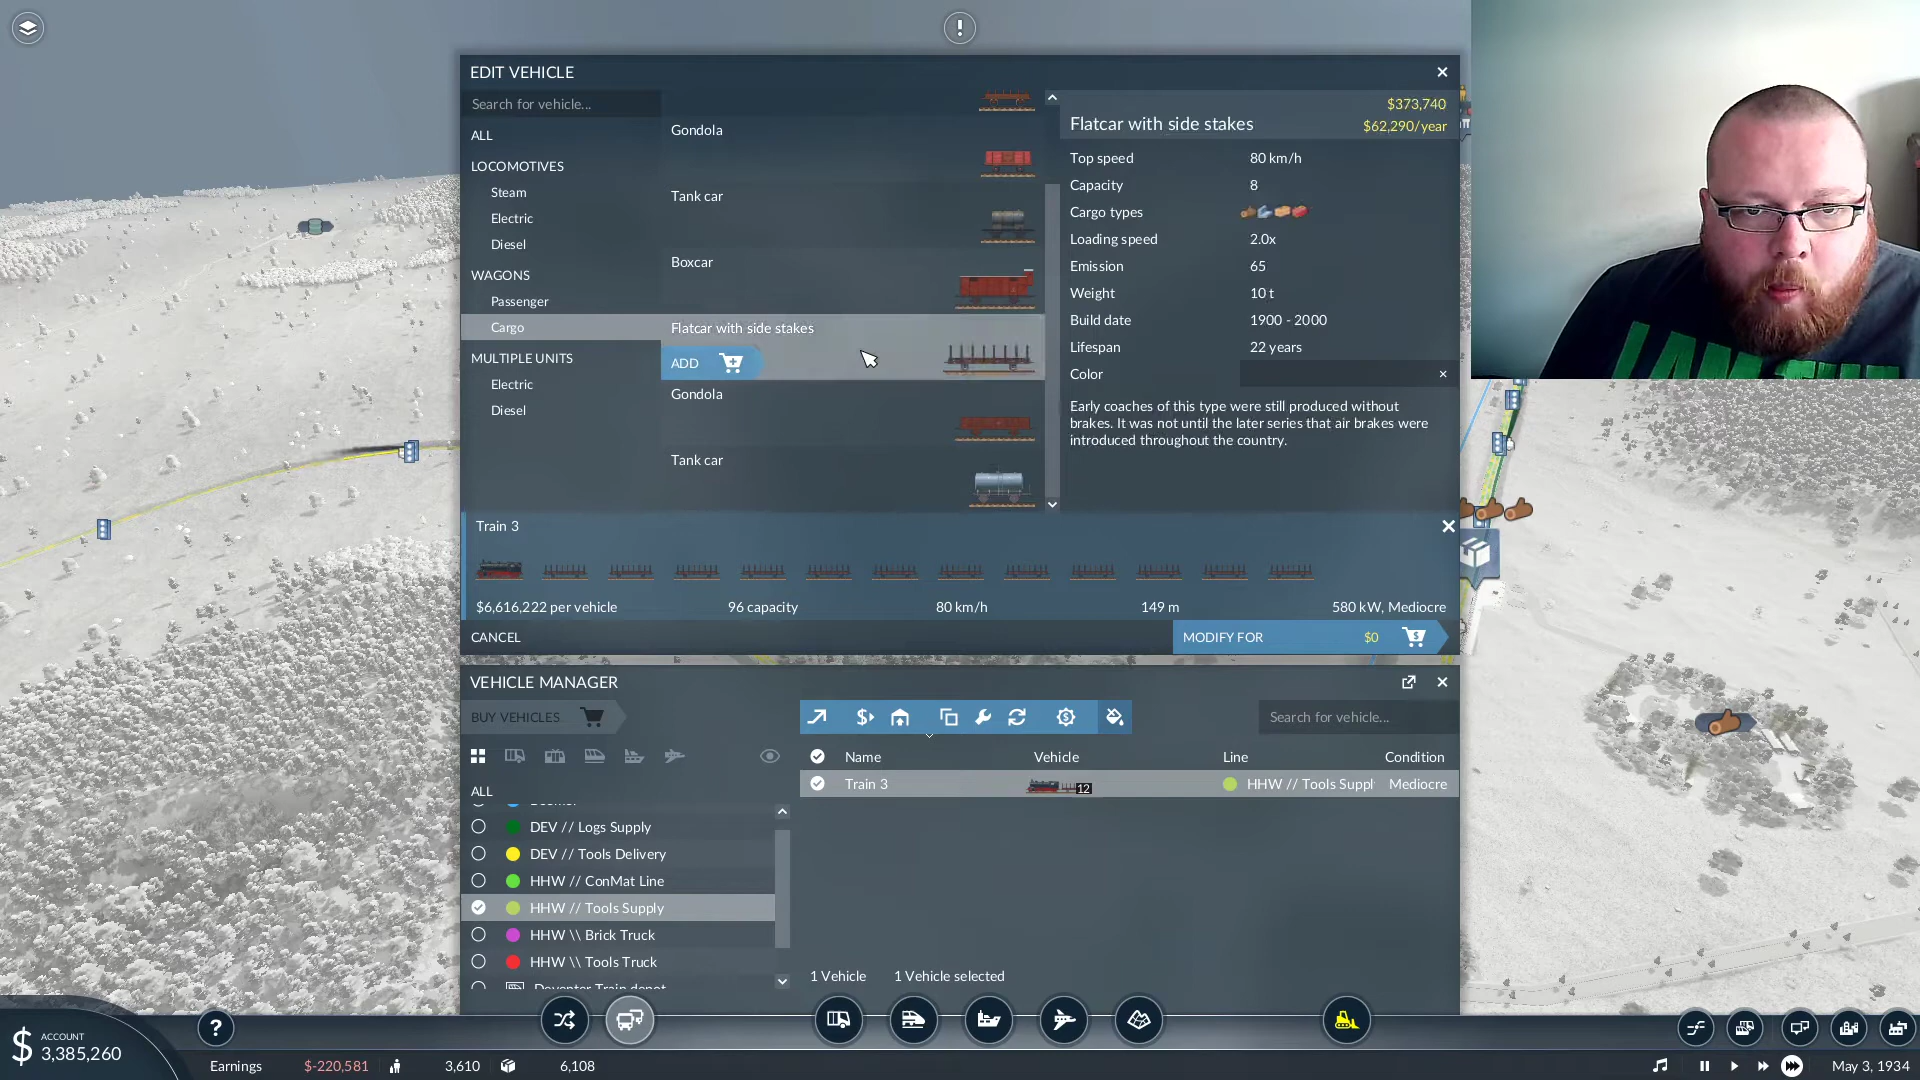 EDIT VEHICLE
Search for vehicle...
ALL
LOCOMOTIVES
Steam
Electric
Diesel
WAGONS
Passenger
Cargo
MULTIPLE UNITS
Electric
Diesel
Gondola
Tank car
Boxcar
Flatcar with side stakes
ADD
Gondola
Tank car
$373,740
Flatcar with side stakes
$62,290/year
Top speed 80 km/h
Capacity 8
Cargo types
Loading speed 2.0x
Emission 65
Weight 10 t
Build date 1900 - 2000
Lifespan 22 years
Color
Early coaches of this type were still produced without
brakes. It was not until the later series that air brakes were
introduced throughout the country.
Train 3
$6,616,222 per vehicle 96 capacity 80 km/h 149 m 580 kW, Mediocre
CANCEL
MODIFY FOR $0
VEHICLE MANAGER
BUY VEHICLES
Search for vehicle...
ALL
DEV // Logs Supply
DEV // Tools Delivery
HHW // ConMat Line
HHW // Tools Supply
HHW \\ Brick Truck
HHW \\ Tools Truck
Deventer Train depot
Name Vehicle Line Condition
Train 3 12 HHW // Tools Suppl Mediocre
1 Vehicle 1 Vehicle selected
$ ACCOUNT
3,385,260
?
Earnings $-220,581 3,610 6,108
May 3, 1934